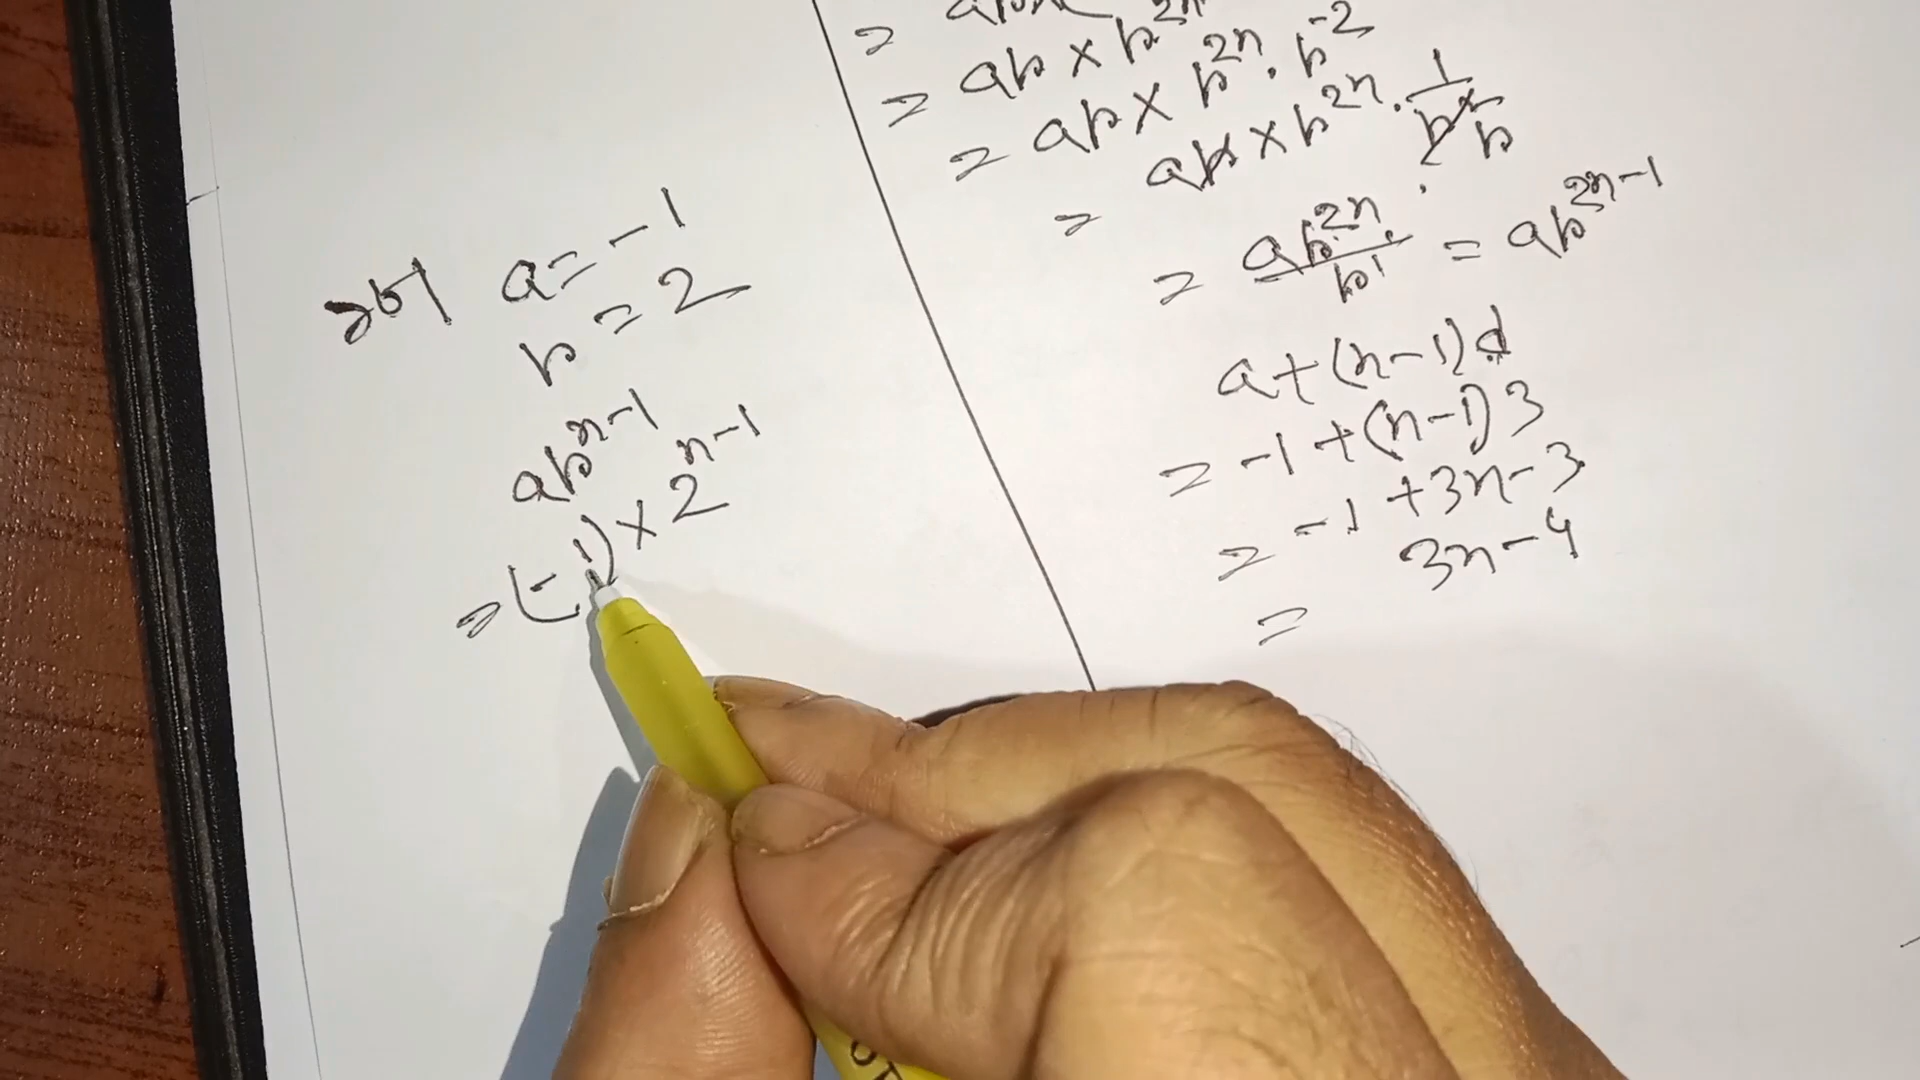 a = -1
b = 2
ab^{n-1}
= (-1) × 2^{n-1}
= ab × b^{2n}
= ab × b^{2n} . b^{-2}
= ab × b^{2n} . 1/b^2 b
= ab^{2n}/b^1 = ab^{2n-1}
a + (n-1)d
= -1 + (n-1)3
= -1 + 3n - 3
= 3n - 4